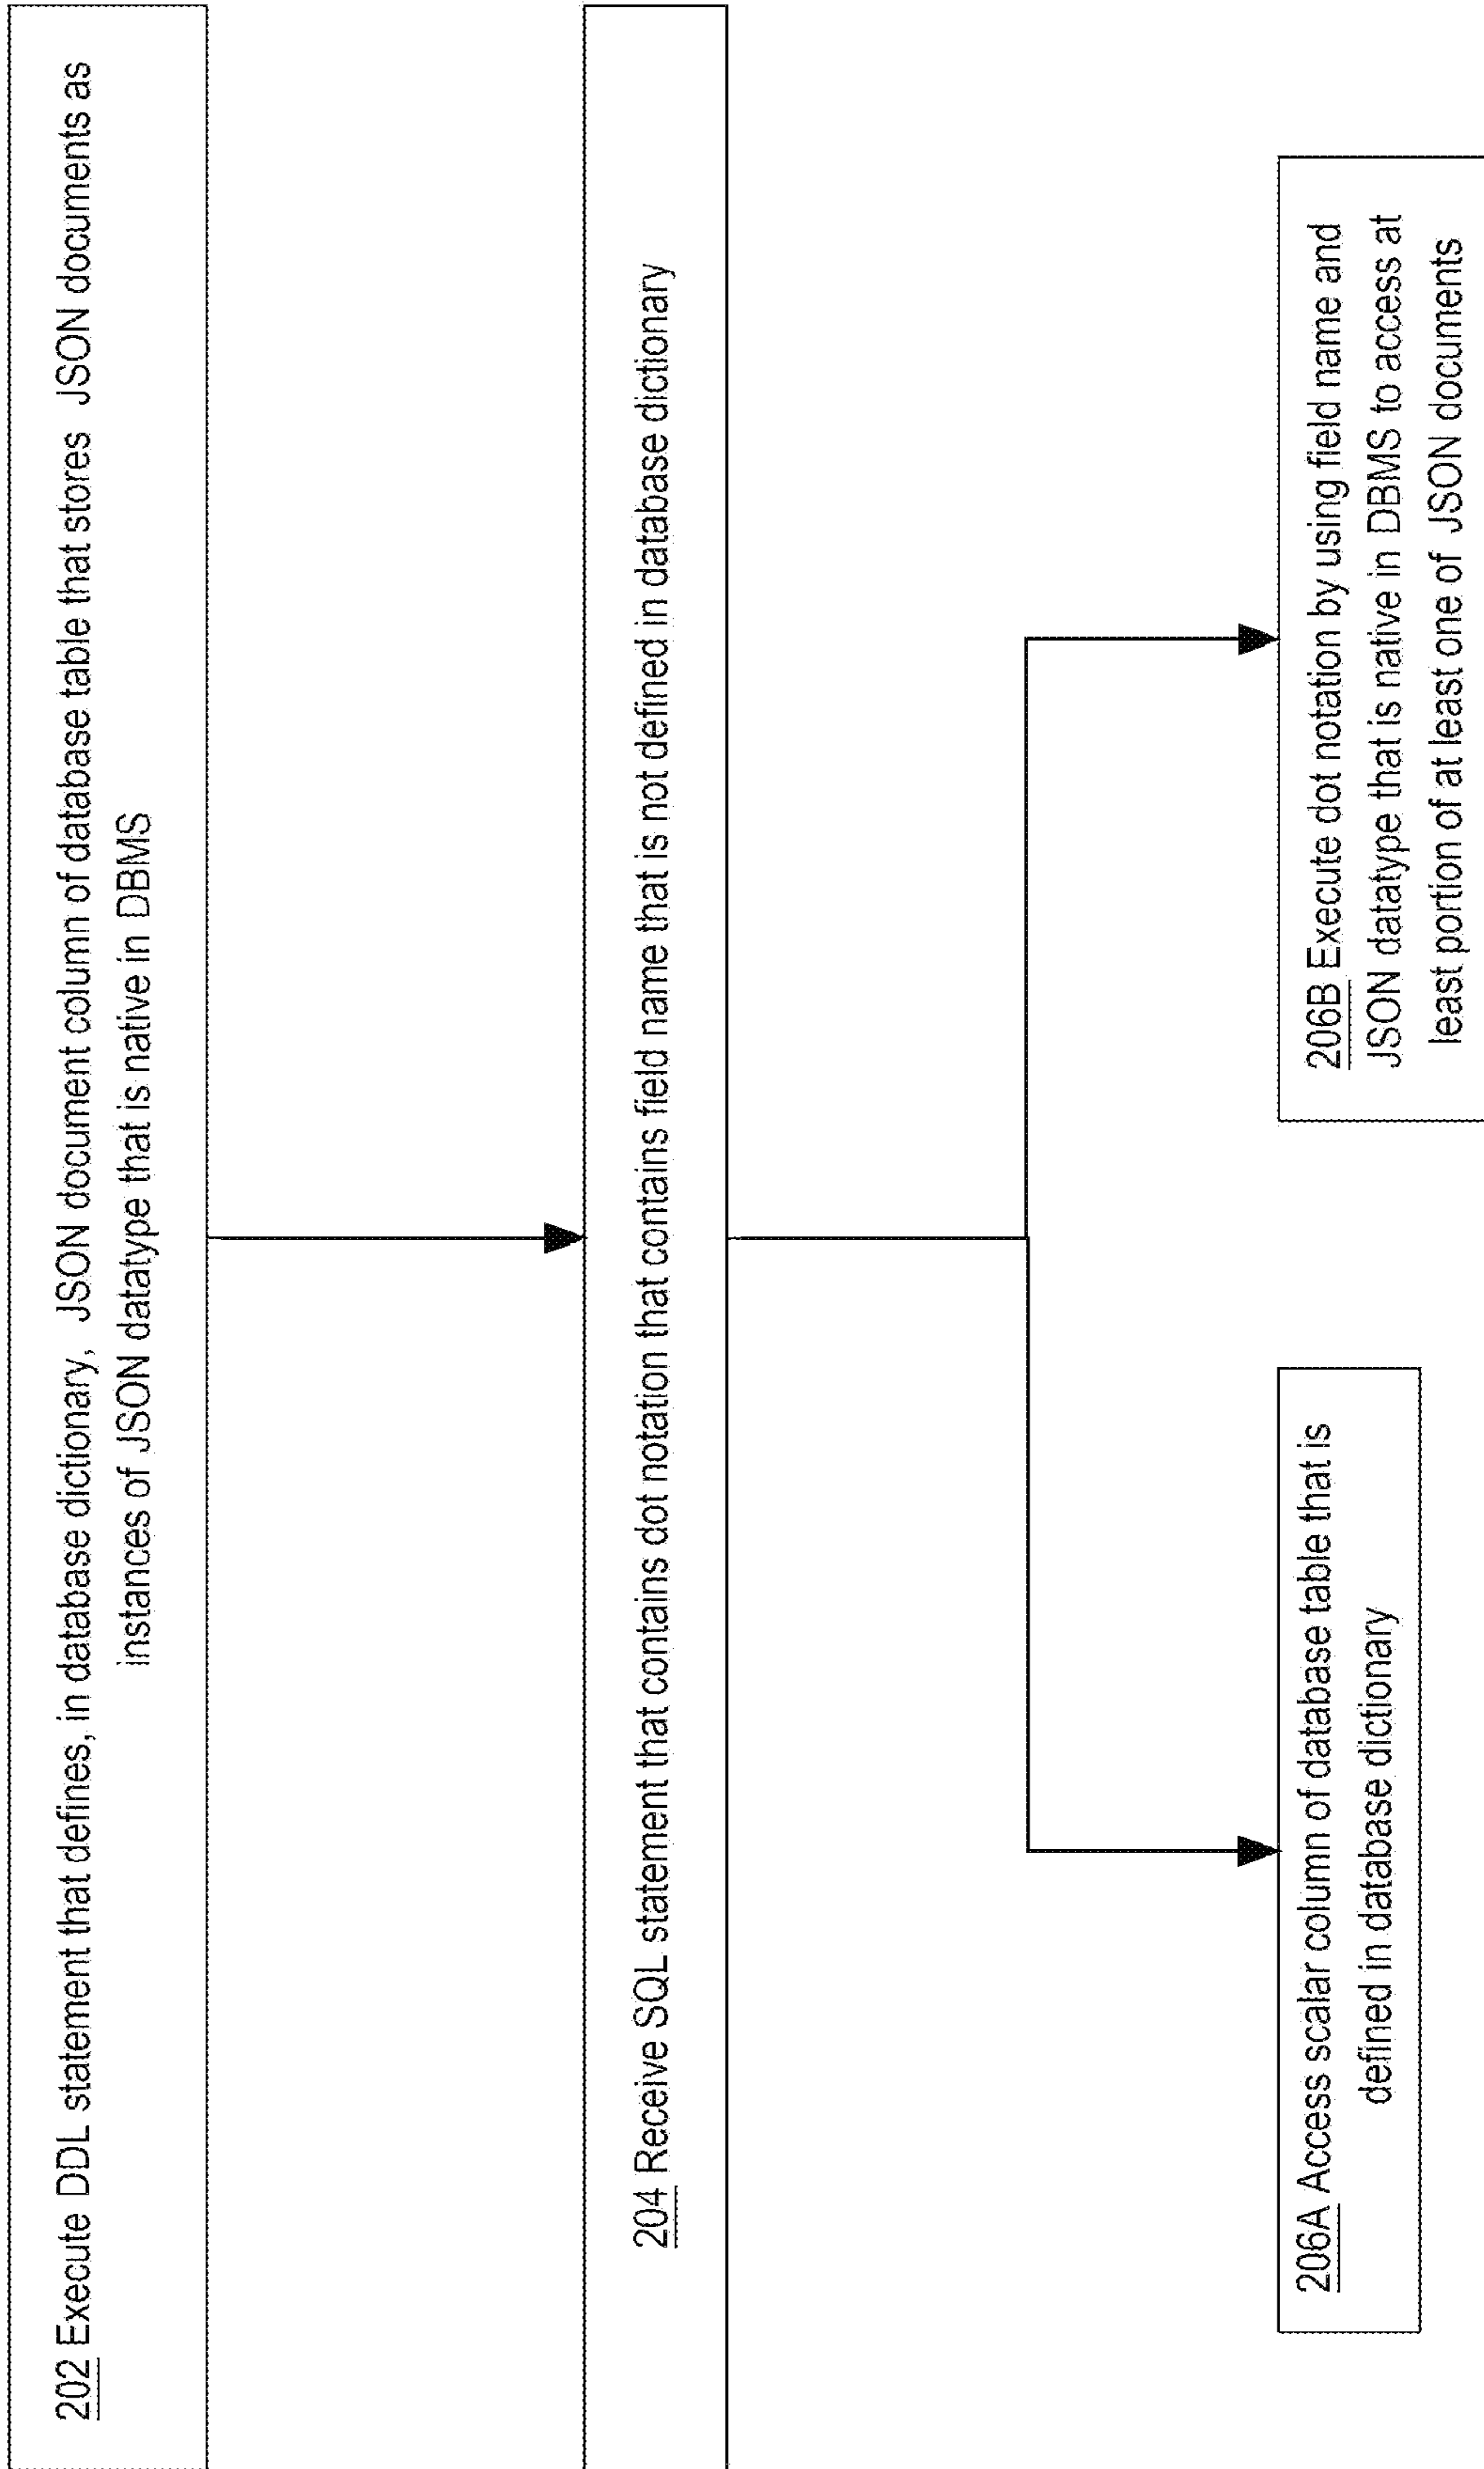 202 Execute DDL statement that defines, in database dictionary, JSON document column of database table that stores JSON documents as
instances of JSON datatype that is native in DBMS
204 Receive SQL statement that contains dot notation that contains field name that is not defined in database dictionary
206A Access scalar column of database table that is
defined in database dictionary
206B Execute dot notation by using field name and
JSON datatype that is native in DBMS to access at
least portion of at least one of JSON documents